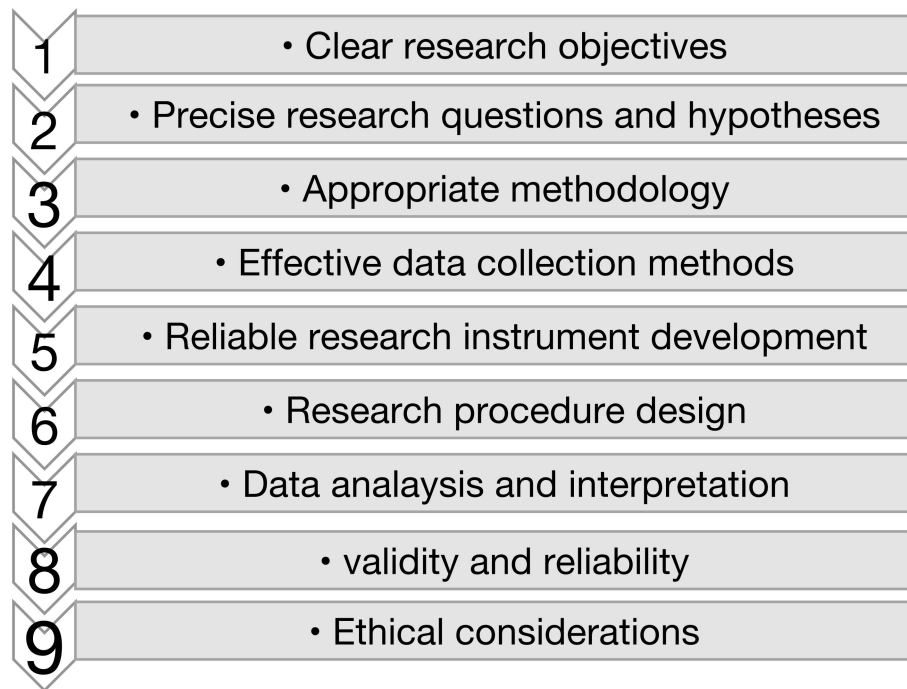 1 • Clear research objectives
2 • Precise research questions and hypotheses
3 • Appropriate methodology
4 • Effective data collection methods
5 • Reliable research instrument development
6 • Research procedure design
7 • Data analaysis and interpretation
8 • validity and reliability
9 • Ethical considerations